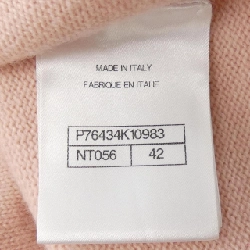 MADE IN ITALY
FABRIQUE EN ITALIE
P76434K10983
NT056 42